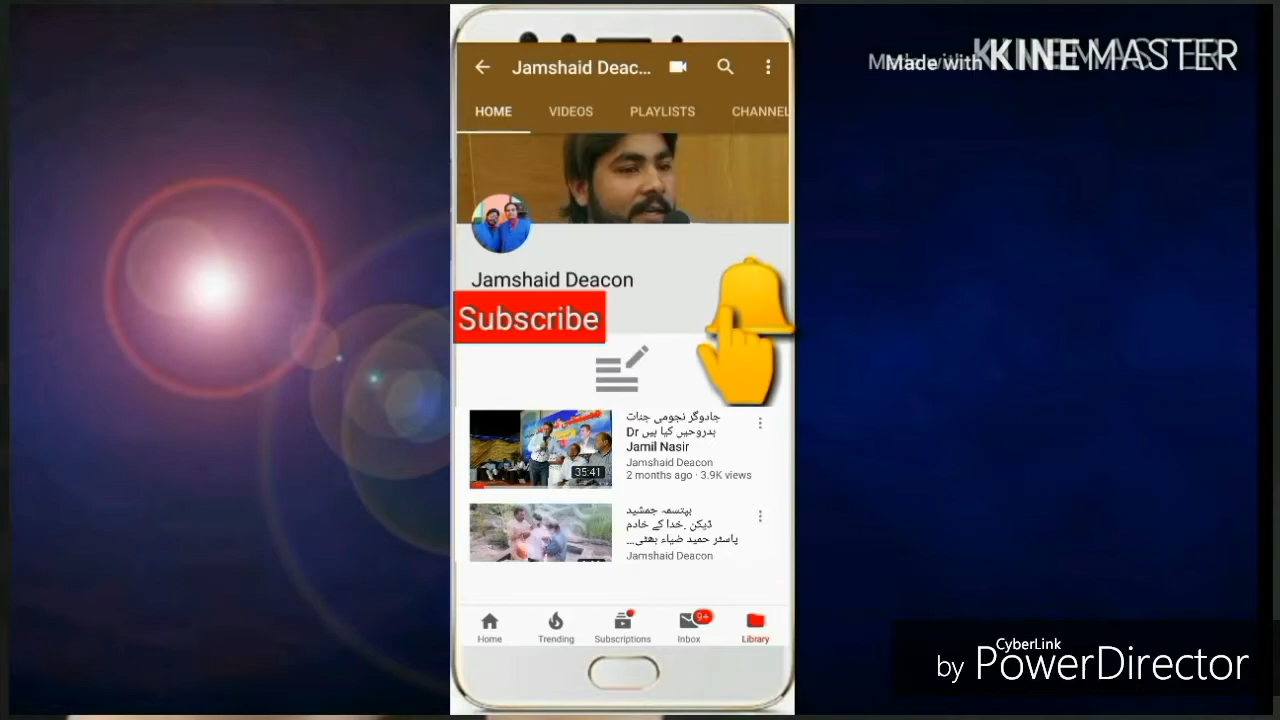 Jamshaid Deac...
HOME VIDEOS PLAYLISTS CHANNEL
Made with KINEMASTER
Jamshaid Deacon
Subscribe
جادوگر نجومی جنات
بدروحیں کیا ہیں Dr
Jamil Nasir
Jamshaid Deacon
2 months ago · 3.9K views
35:41
بپتسمہ جمشید
ڈیکن .خدا کے خادم
پاسٹر حمید ضیاء بھٹی...
Jamshaid Deacon
9+
Home Trending Subscriptions Inbox Library
CyberLink
by PowerDirector